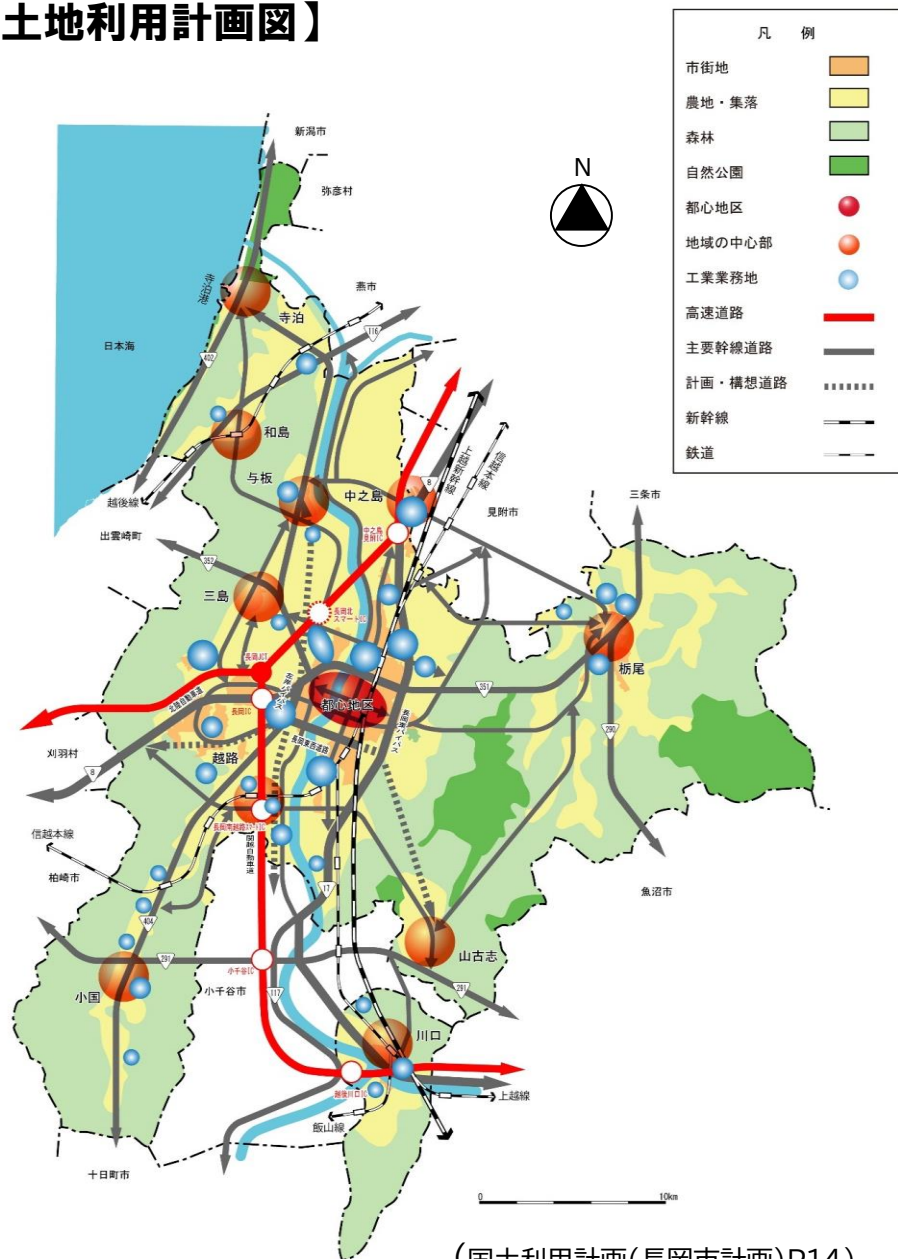 土地利用計画図】
凡 例
市街地
農地・集落
森林
自然公園
都心地区
地域の中心部
工業業務地
高速道路
主要幹線道路
計画・構想道路
新幹線
鉄道
N
新潟市
弥彦村
燕市
寺泊港
寺泊
日本海
116
402
和島
越後線
与板
中之島
8
上越新幹線
信越本線
見附市
三条市
出雲崎町
352
中之島
見附IC
三島
長岡北
スマートIC
栃尾
長岡JCT
北陸自動車道
長岡IC
都心地区
351
長岡東バイパス
長岡東西道路
290
刈羽村
8
越路
長岡南越路スマートIC
関越自動車道
信越本線
柏崎市
魚沼市
404
17
山古志
291
小千谷IC
小国
小千谷市
117
川口
越後川口IC
上越線
飯山線
十日町市
0 10km
(国土利用計画(長岡市計画)P14)